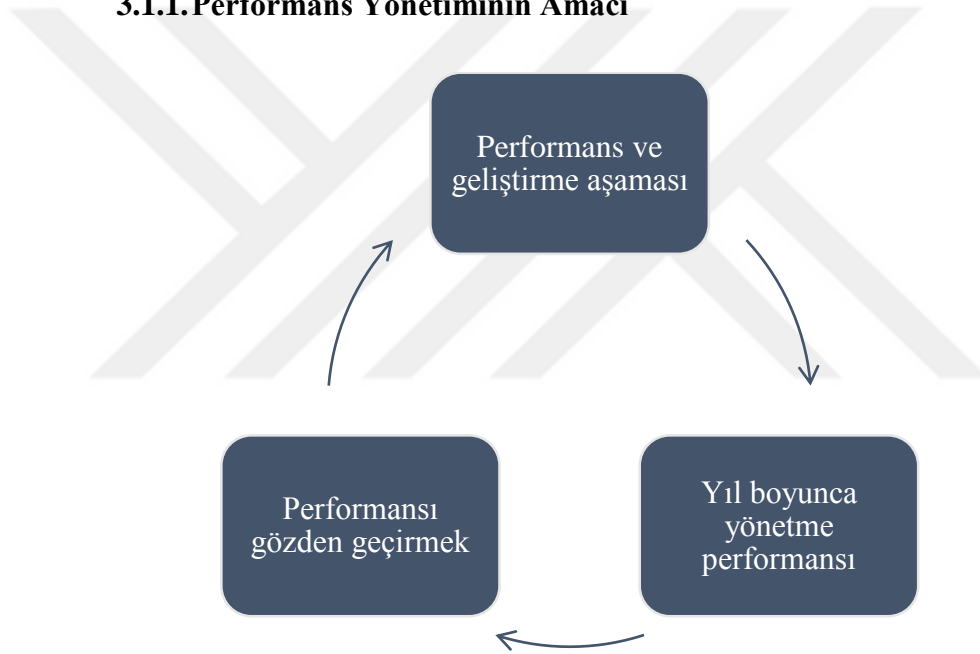 3.1.1. Performans Yönetiminin Amacı
Performans ve
geliştirme aşaması
Performansı
gözden geçirmek
Yıl boyunca
yönetme
performansı